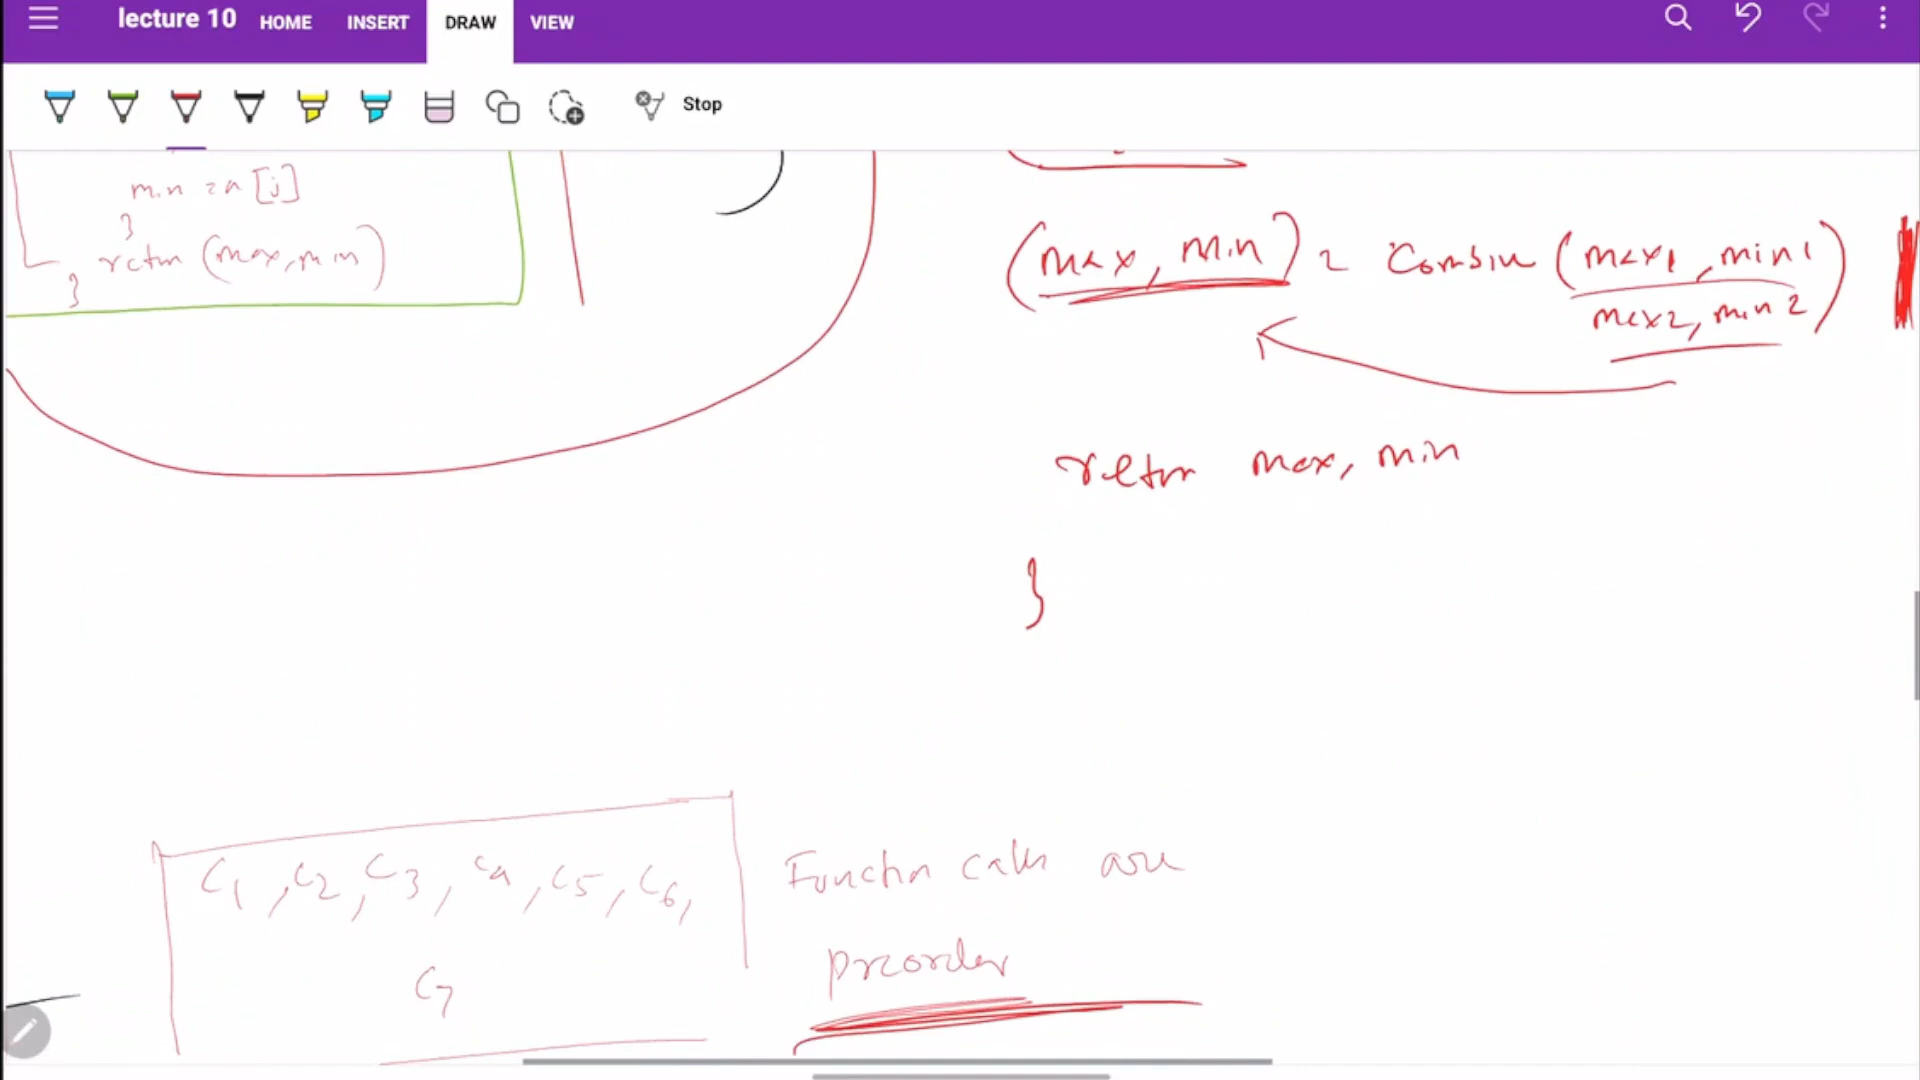 lecture 10 HOME INSERT DRAW VIEW
Stop
min = a[j]
}
return (max, min)
}
(max, min) = Combine (max1, min1
max2, min2)
return max, min
}
C1, C2, C3, C4, C5, C6,
C7
Function calls are
preorder